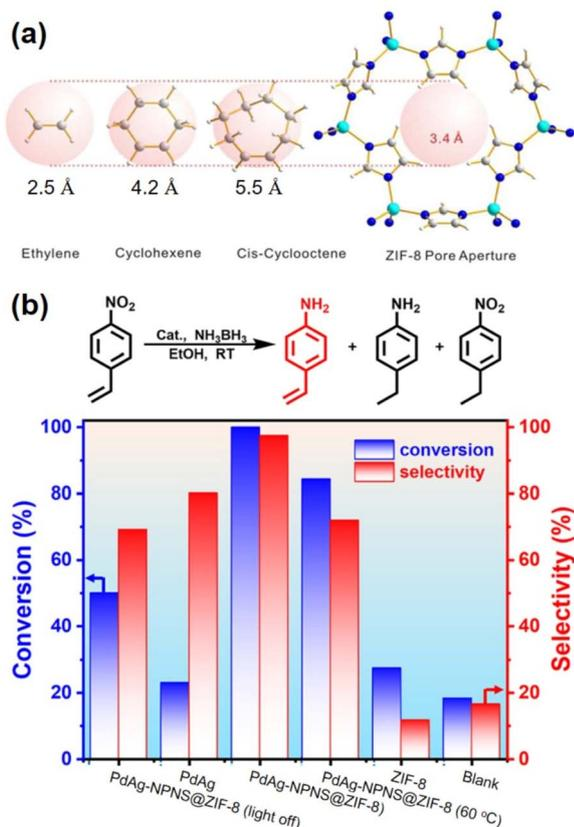 (a)
3.4 Å
2.5 Å 4.2 Å 5.5 Å
Ethylene Cyclohexene Cis-Cyclooctene ZIF-8 Pore Aperture
(b)
NO₂ NH₂ NH₂ NO₂
Cat., NH₃BH₃
EtOH, RT
+ +
100 100
conversion
selectivity
80 80
60 60
40 40
20 20
0 0
Conversion (%)
Selectivity (%)
PdAg-NPNS@ZIF-8 (light off)
PdAg
PdAg-NPNS@ZIF-8)
PdAg-NPNS@ZIF-8 (60 °C)
ZIF-8
Blank